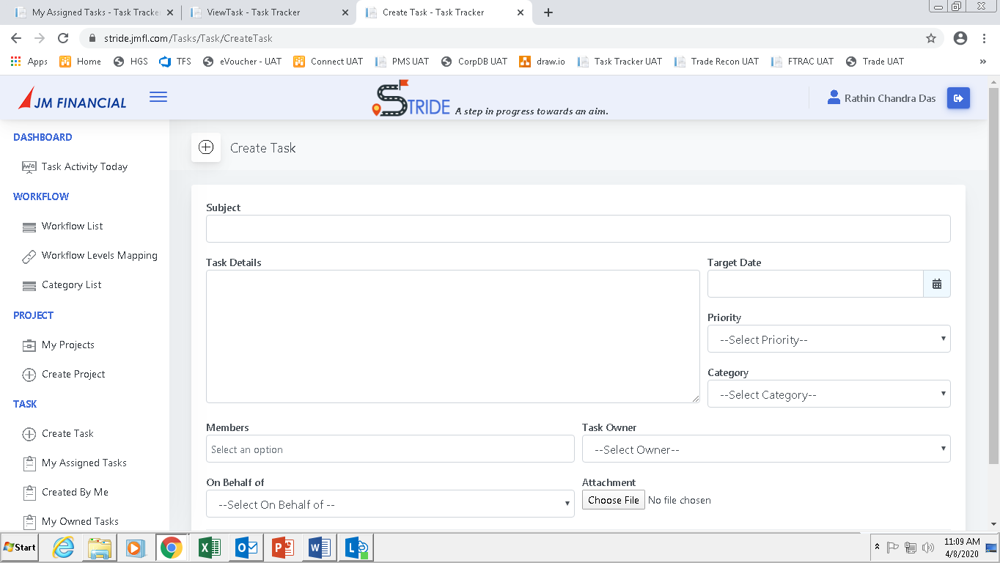 My Assigned Tasks - Task Tracker
ViewTask - Task Tracker
Create Task - Task Tracker
stride.jmfl.com/Tasks/Task/CreateTask
Apps
Home
HGS
TFS
eVoucher - UAT
Connect UAT
PMS UAT
CorpDB UAT
draw.io
Task Tracker UAT
Trade Recon UAT
FTRAC UAT
Trade UAT
»
JM FINANCIAL
STRIDE A step in progress towards an aim.
Rathin Chandra Das
DASHBOARD
Task Activity Today
WORKFLOW
Workflow List
Workflow Levels Mapping
Category List
PROJECT
My Projects
Create Project
TASK
Create Task
My Assigned Tasks
Created By Me
My Owned Tasks
Create Task
Subject
Task Details
Target Date
Priority
--Select Priority--
Category
--Select Category--
Members
Select an option
Task Owner
--Select Owner--
On Behalf of
--Select On Behalf of --
Attachment
Choose File No file chosen
Start
11:09 AM
4/8/2020